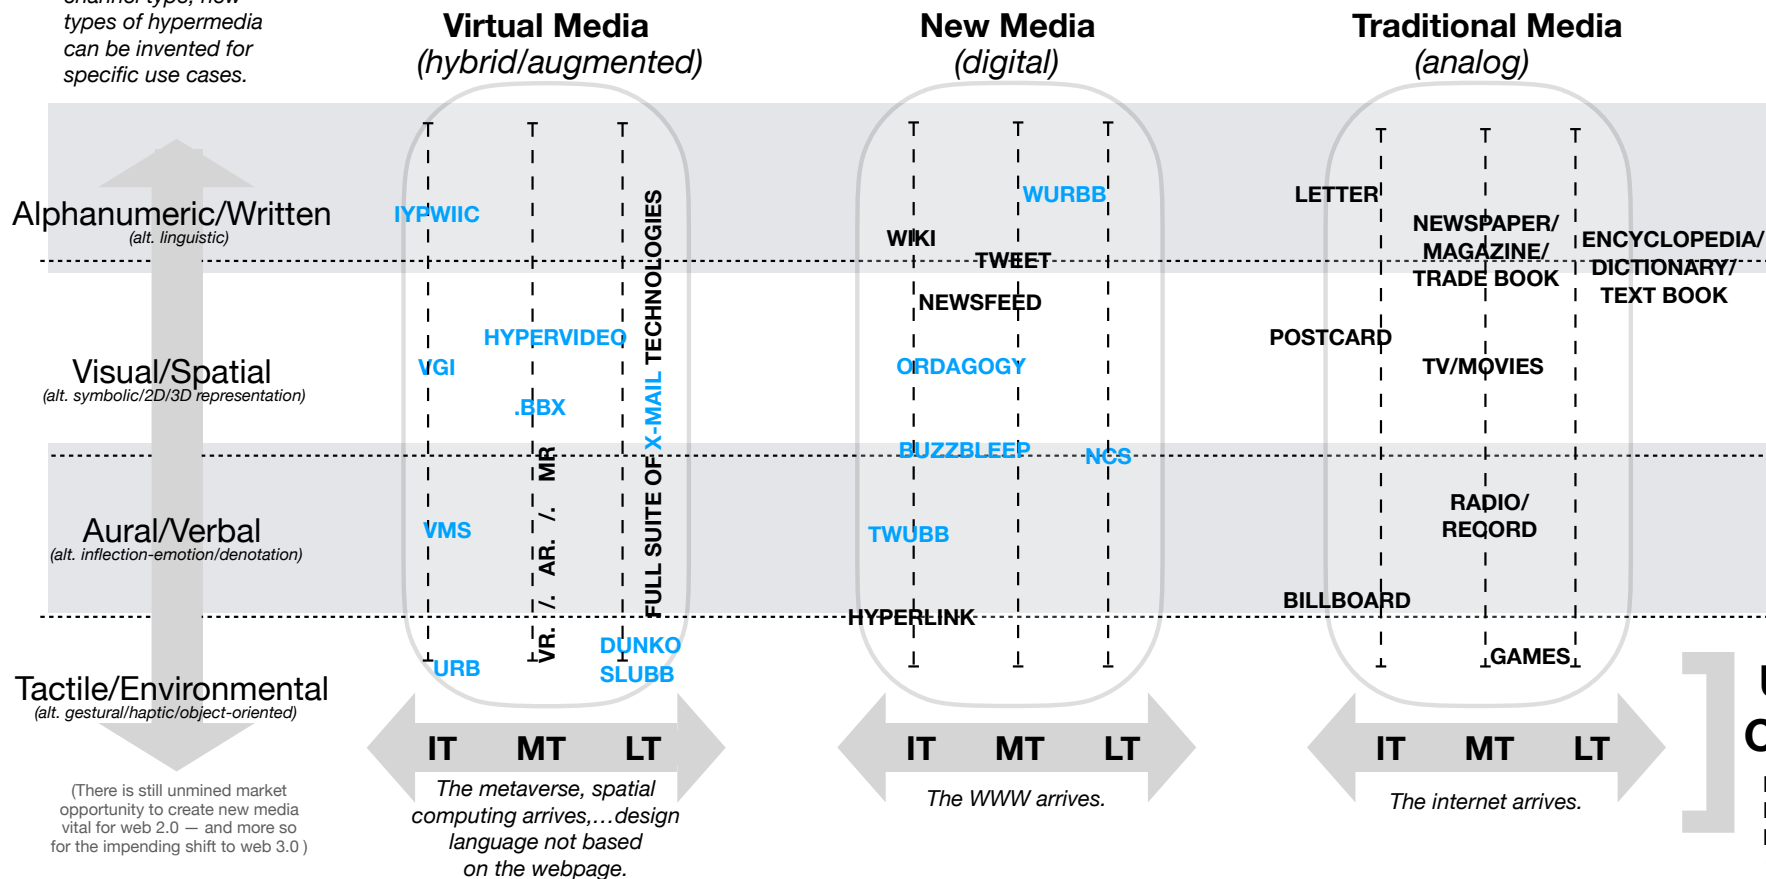 types of hypermedia
can be invented for
specific use cases.
Virtual Media
(hybrid/augmented)
New Media
(digital)
Traditional Media
(analog)
Alphanumeric/Written
(alt. linguistic)
IYPWIIC
WURBB
WIKI
TWEET
NEWSFEED
LETTER
NEWSPAPER/
MAGAZINE/
TRADE BOOK
ENCYCLOPEDIA/
DICTIONARY/
TEXT BOOK
Visual/Spatial
(alt. symbolic/2D/3D representation)
HYPERVIDEO
VGI
.BBX
FULL SUITE OF X-MAIL TECHNOLOGIES
ORDAGOGY
BUZZBLEEP
NCS
POSTCARD
TV/MOVIES
Aural/Verbal
(alt. inflection-emotion/denotation)
VMS
VR. /. AR. /. MR
TWUBB
HYPERLINK
RADIO/
RECORD
BILLBOARD
Tactile/Environmental
(alt. gestural/haptic/object-oriented)
URB
DUNKO
SLUBB
GAMES
IT MT LT
IT MT LT
IT MT LT
The metaverse, spatial
computing arrives,...design
language not based
on the webpage.
The WWW arrives.
The internet arrives.
(There is still unmined market
opportunity to create new media
vital for web 2.0 — and more so
for the impending shift to web 3.0 )